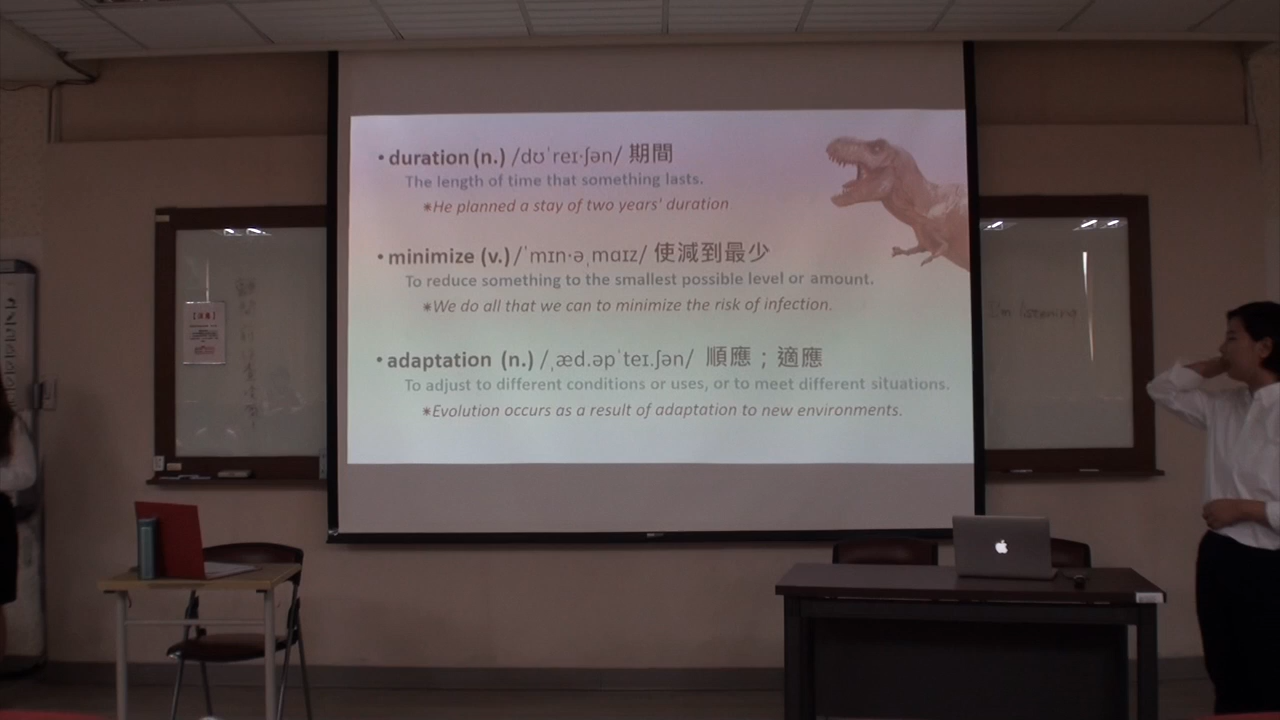 • duration (n.) /dʊˈreɪ·ʃən/ 期間
The length of time that something lasts.
✴He planned a stay of two years' duration
• minimize (v.) /ˈmɪn·əˌmɑɪz/ 使減到最少
To reduce something to the smallest possible level or amount.
✴We do all that we can to minimize the risk of infection.
• adaptation (n.) /ˌæd.əpˈteɪ.ʃən/ 順應；適應
To adjust to different conditions or uses, or to meet different situations.
✴Evolution occurs as a result of adaptation to new environments.
I'm listening